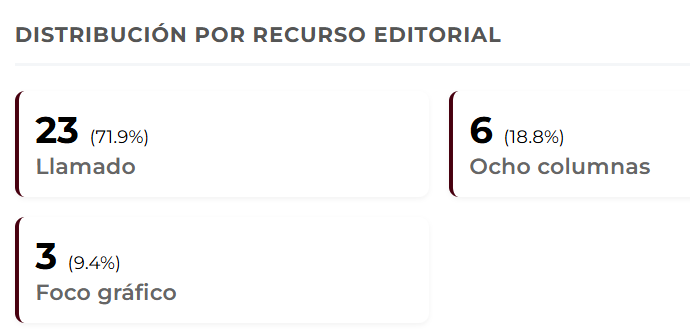 DISTRIBUCIÓN POR RECURSO EDITORIAL
23 (71.9%)
Llamado
6 (18.8%)
Ocho columnas
3 (9.4%)
Foco gráfico